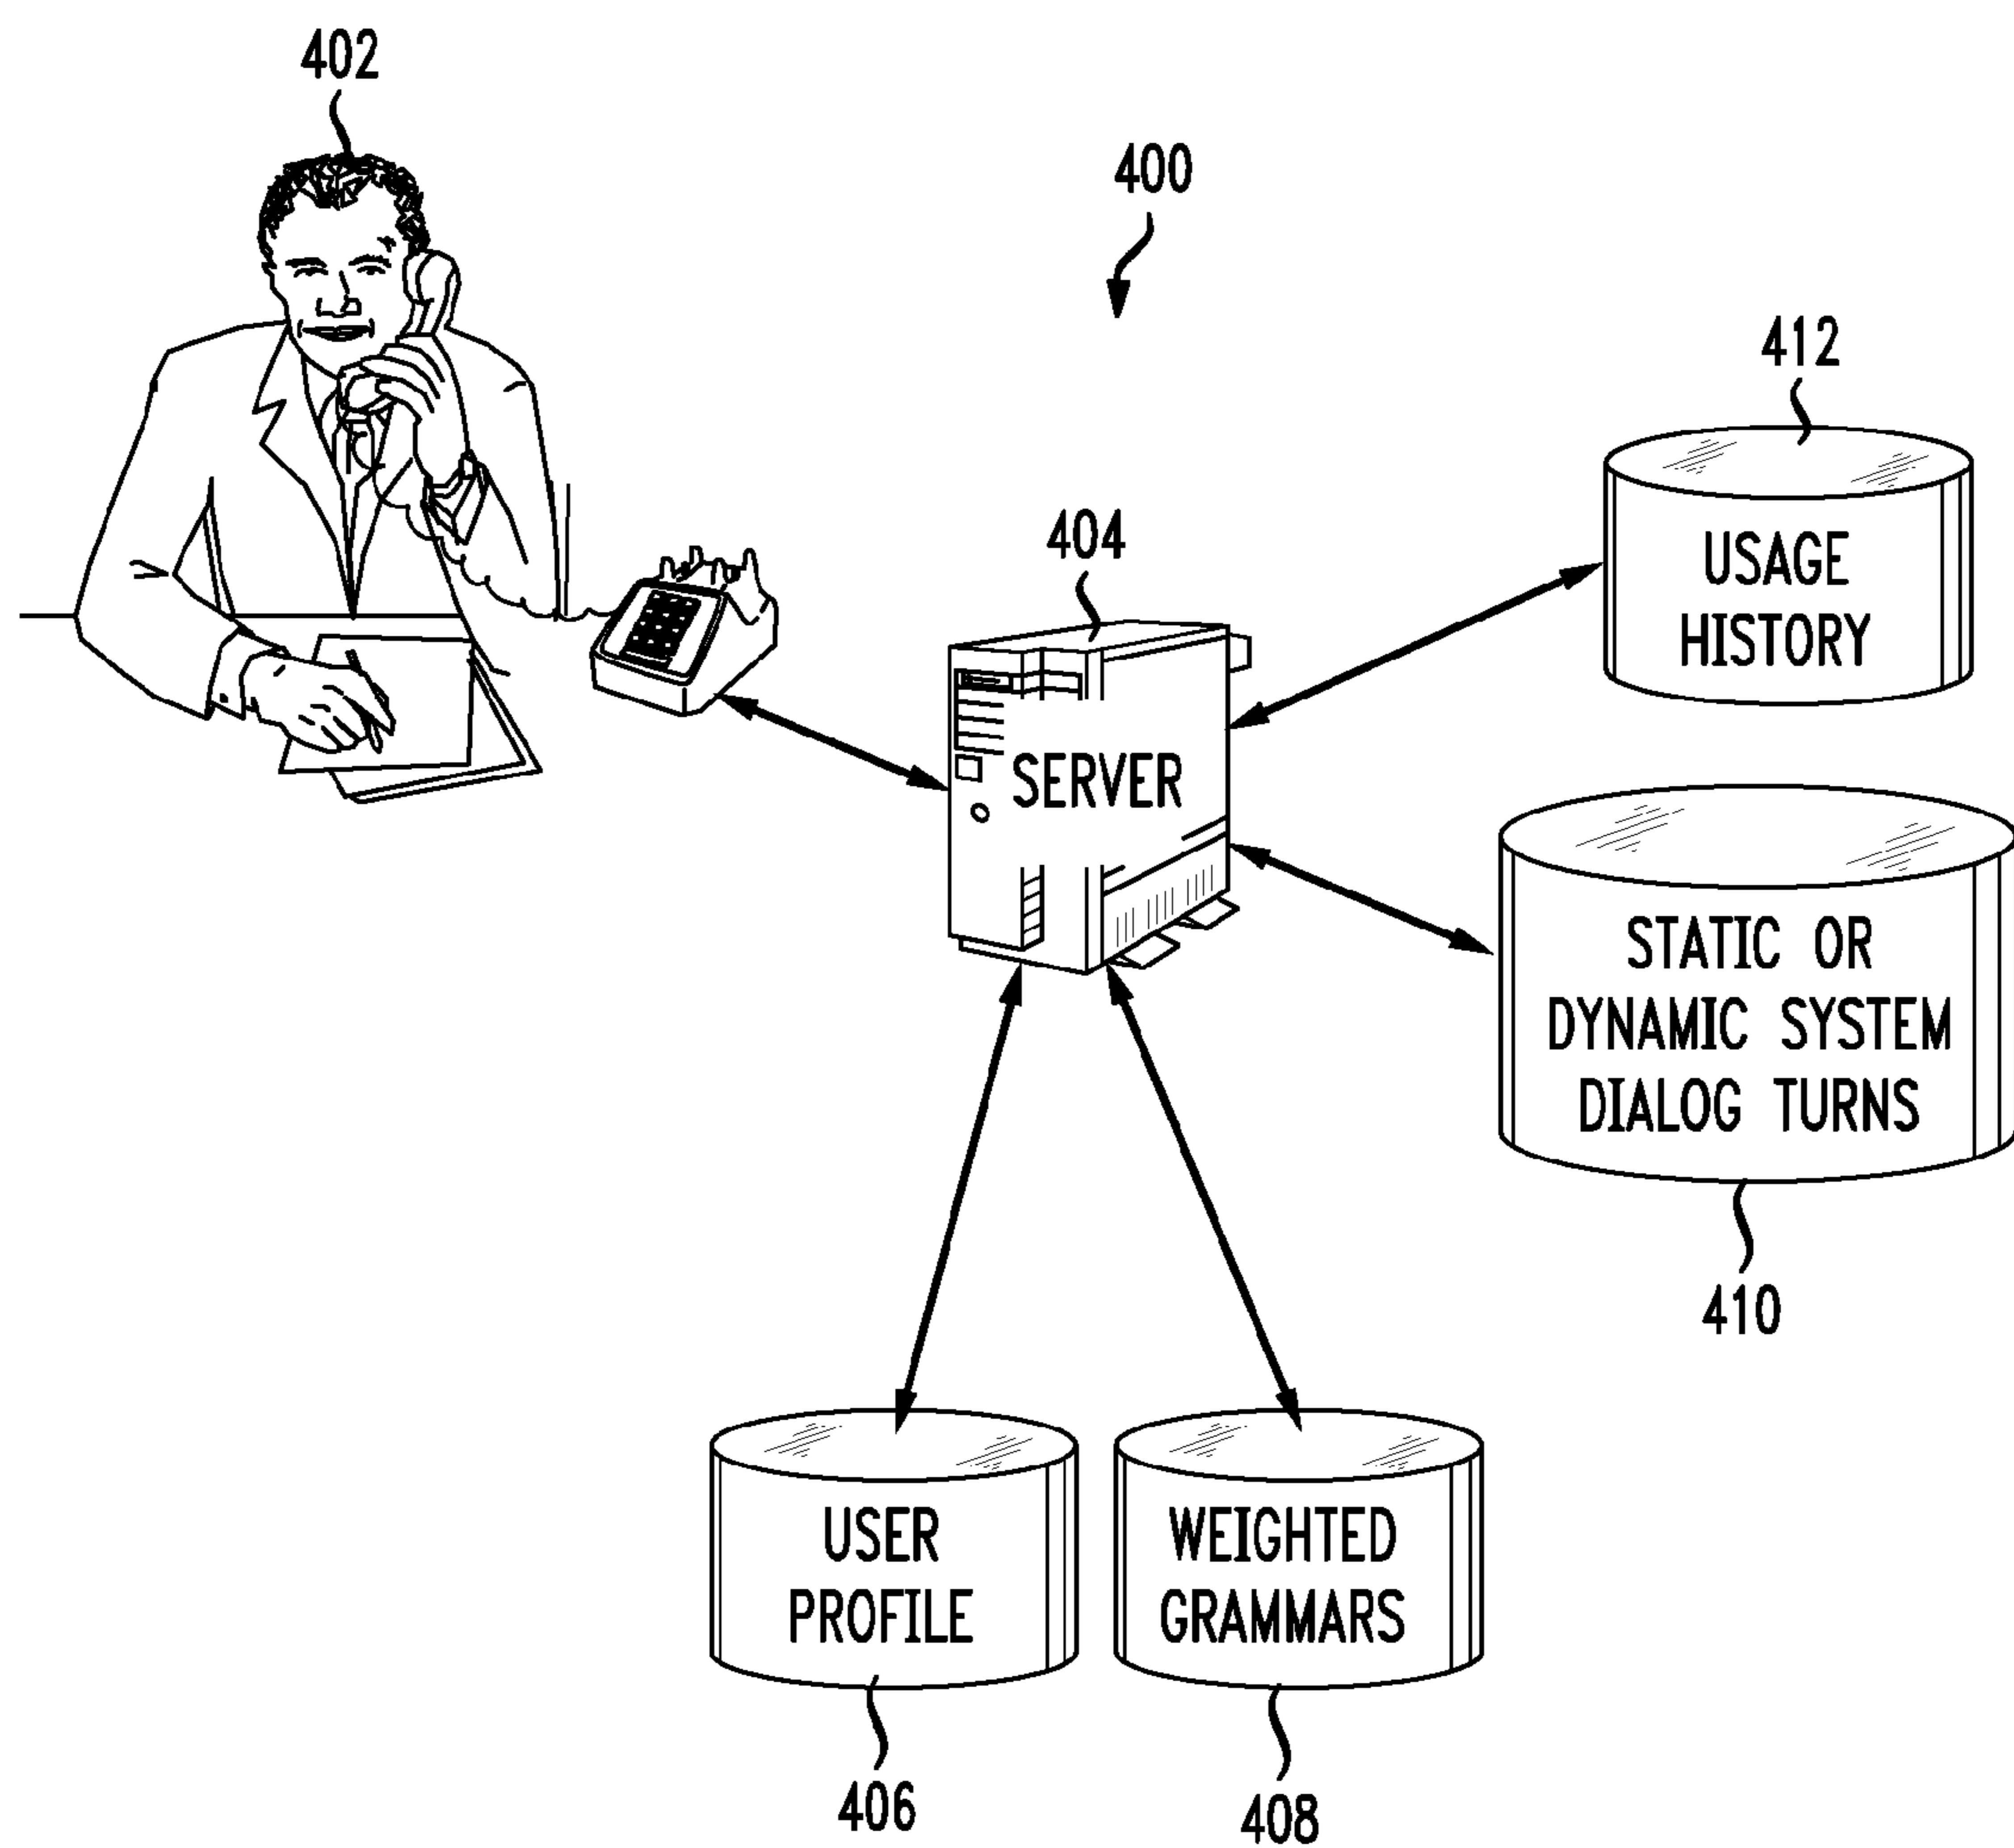 402
400
412
USAGE
HISTORY
404
SERVER
STATIC OR
DYNAMIC SYSTEM
DIALOG TURNS
410
USER
PROFILE
WEIGHTED
GRAMMARS
406
408